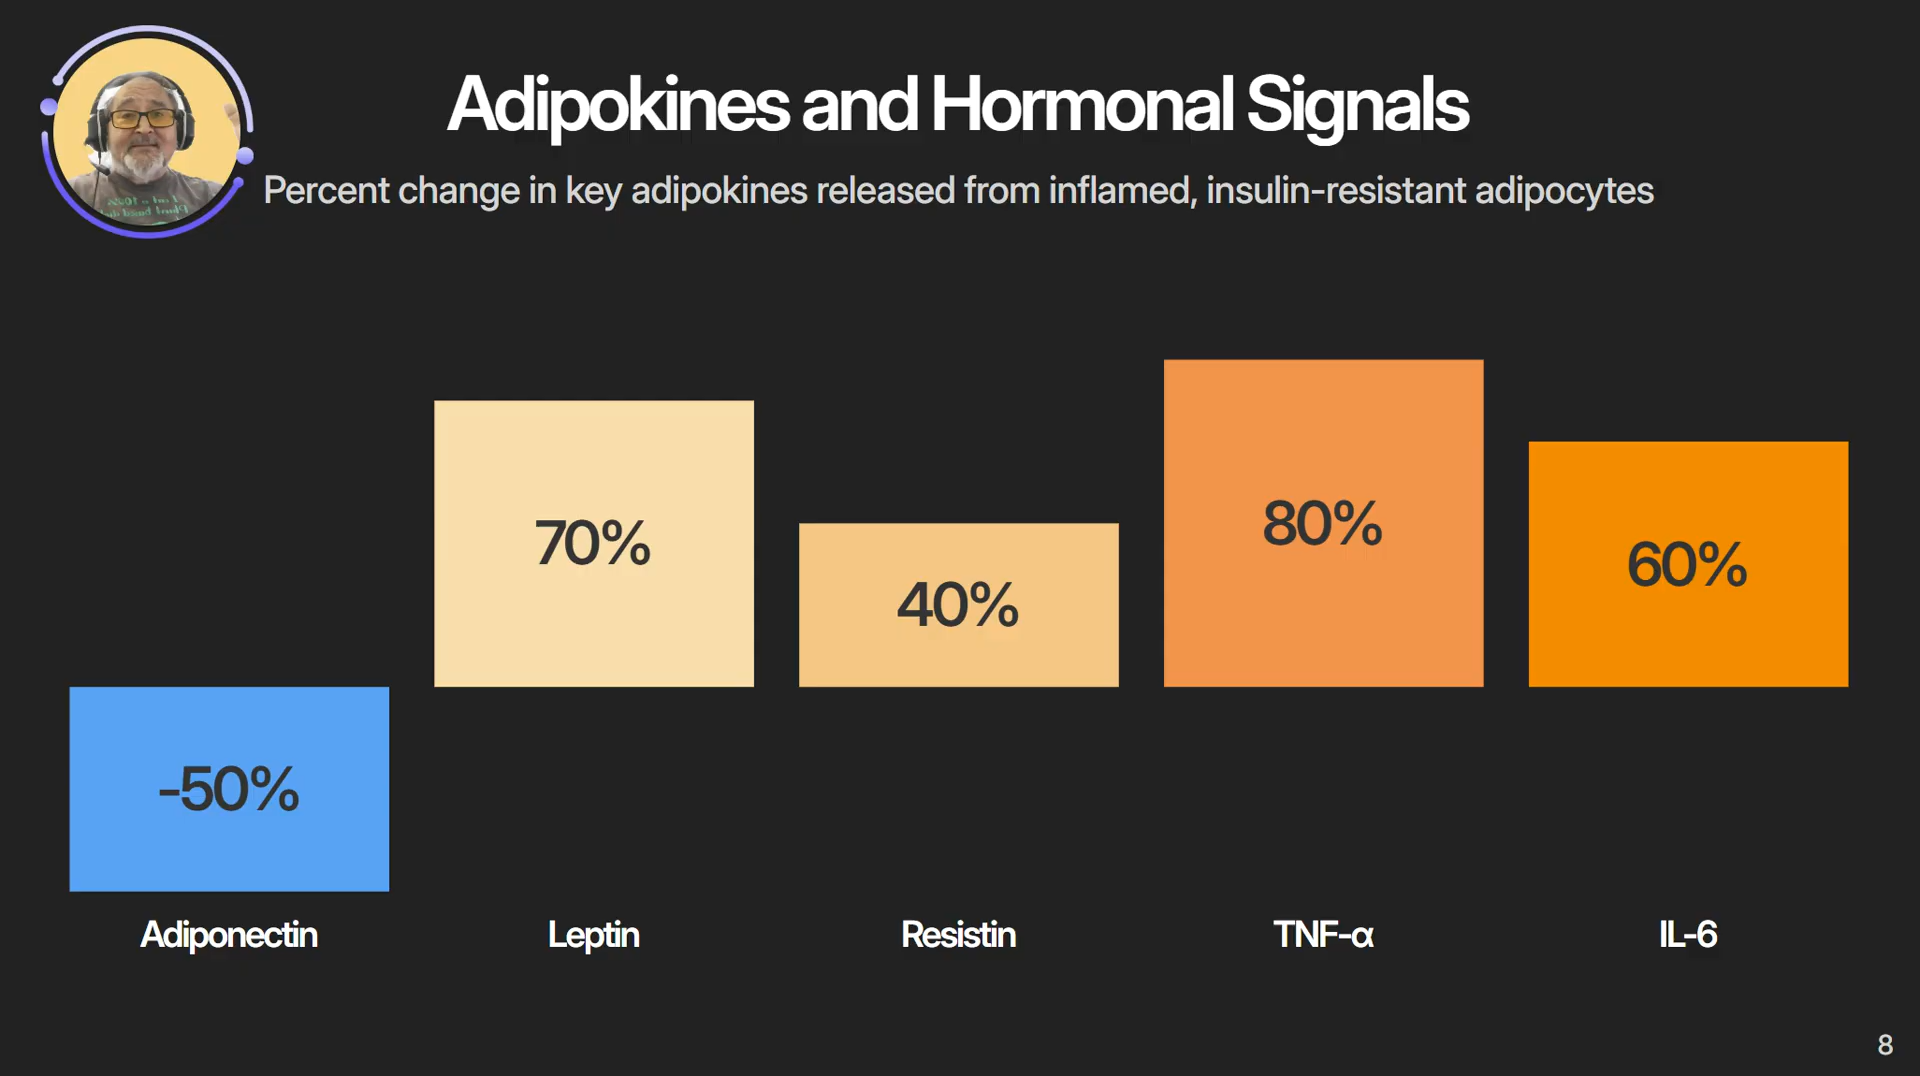 Adipokines and Hormonal Signals
Percent change in key adipokines released from inflamed, insulin-resistant adipocytes
70%
40%
80%
60%
-50%
Adiponectin
Leptin
Resistin
TNF-α
IL-6
8